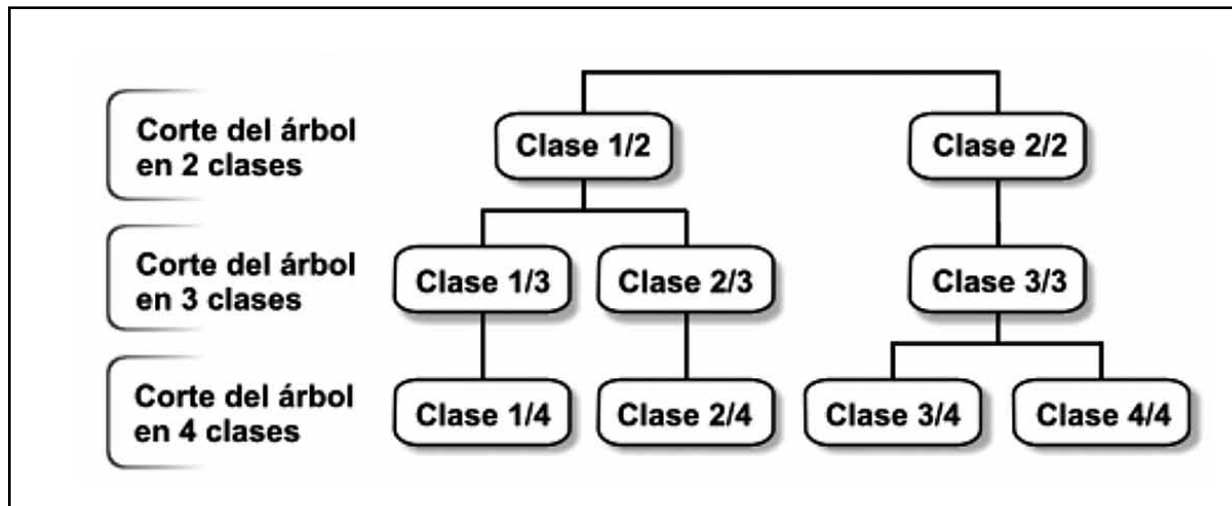 Corte del árbol
en 2 clases
Clase 1/2
Clase 2/2
Corte del árbol
en 3 clases
Clase 1/3
Clase 2/3
Clase 3/3
Corte del árbol
en 4 clases
Clase 1/4
Clase 2/4
Clase 3/4
Clase 4/4